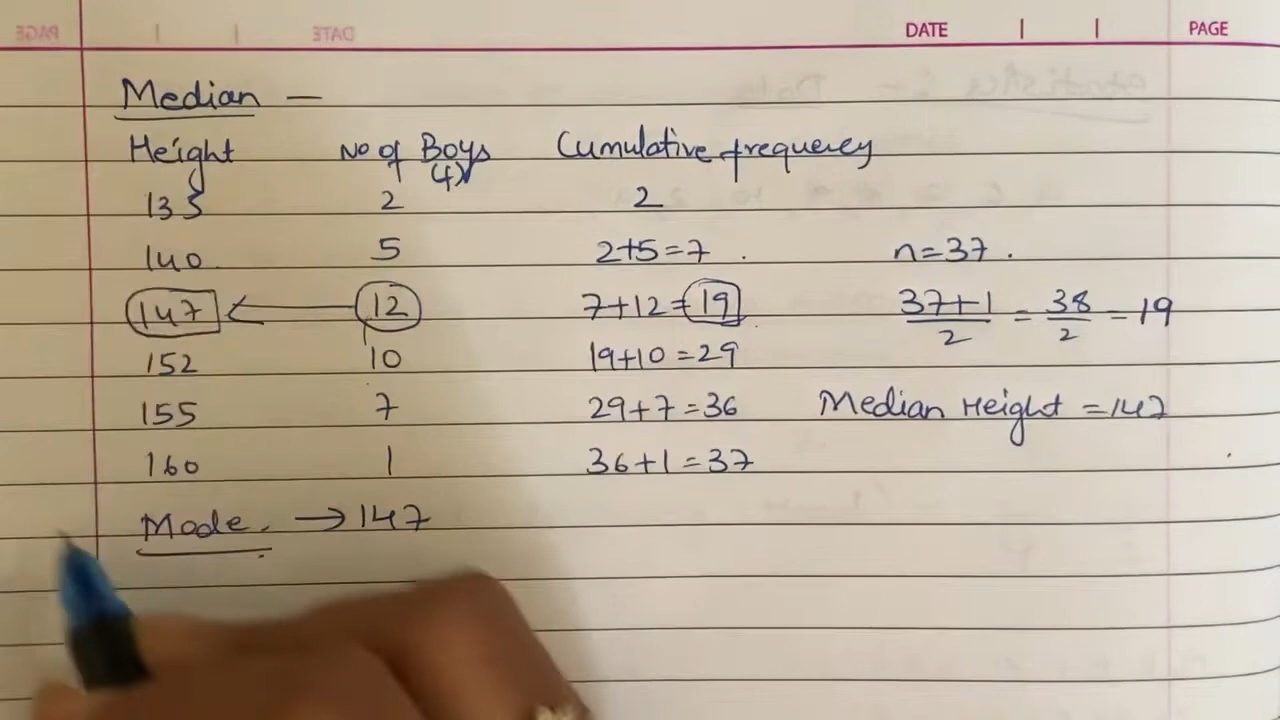 DATE PAGE
Median —
Height No of Boys Cumulative frequency
(f)
135 2 2
140 5 2+5=7 n=37.
147 12 7+12=19 37+1/2 = 38/2 = 19
152 10 19+10=29
155 7 29+7=36 Median Height =147
160 1 36+1=37
Mode. → 147